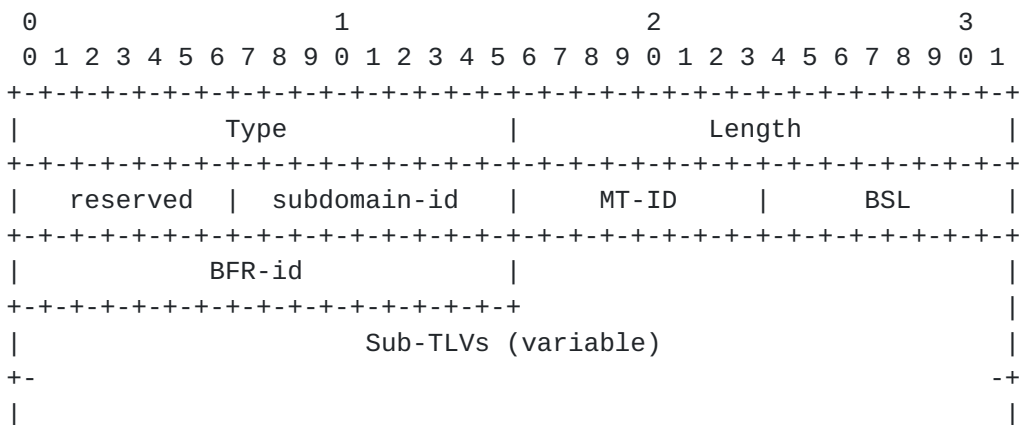 0                   1                   2                   3
 0 1 2 3 4 5 6 7 8 9 0 1 2 3 4 5 6 7 8 9 0 1 2 3 4 5 6 7 8 9 0 1
+-+-+-+-+-+-+-+-+-+-+-+-+-+-+-+-+-+-+-+-+-+-+-+-+-+-+-+-+-+-+-+-+
|             Type              |            Length             |
+-+-+-+-+-+-+-+-+-+-+-+-+-+-+-+-+-+-+-+-+-+-+-+-+-+-+-+-+-+-+-+-+
|   reserved  |  subdomain-id   |     MT-ID     |      BSL      |
+-+-+-+-+-+-+-+-+-+-+-+-+-+-+-+-+-+-+-+-+-+-+-+-+-+-+-+-+-+-+-+-+
|            BFR-id             |                               |
+-+-+-+-+-+-+-+-+-+-+-+-+-+-+-+-+                               |
|                      Sub-TLVs (variable)                      |
+-                                                             -+
|                                                               |